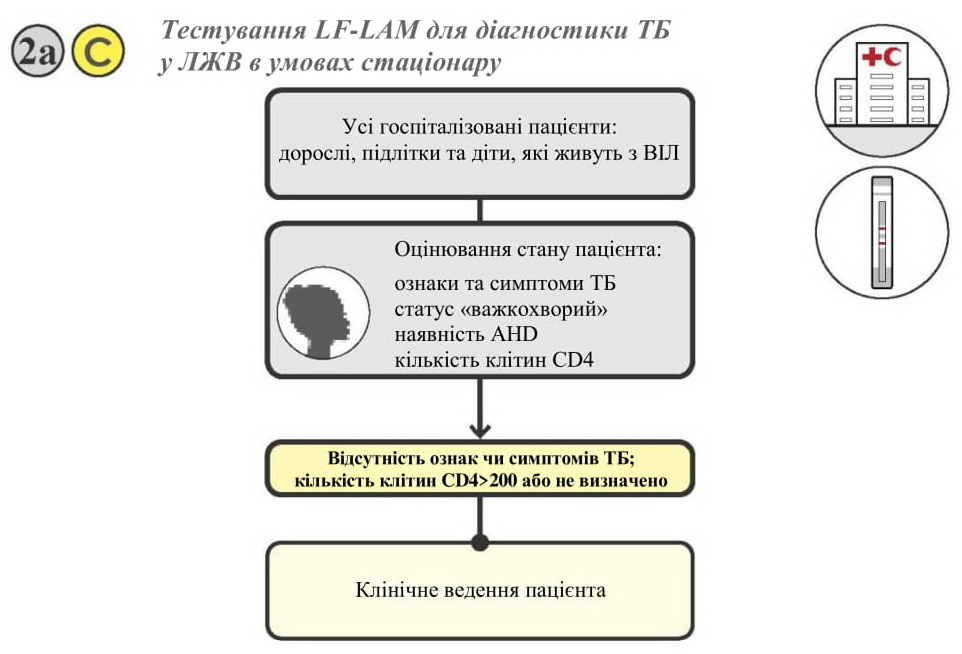 2a
C
Тестування LF-LAM для діагностики ТБ
у ЛЖВ в умовах стаціонару
Усі госпіталізовані пацієнти:
дорослі, підлітки та діти, які живуть з ВІЛ
Оцінювання стану пацієнта:
ознаки та симптоми ТБ
статус «важкохворий»
наявність AHD
кількість клітин CD4
Відсутність ознак чи симптомів ТБ;
кількість клітин CD4>200 або не визначено
Клінічне ведення пацієнта